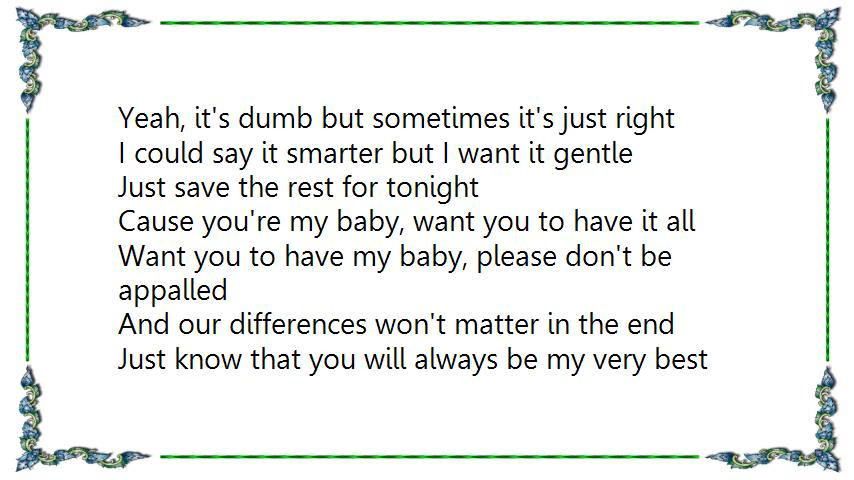 Yeah, it's dumb but sometimes it's just right
I could say it smarter but I want it gentle
Just save the rest for tonight
Cause you're my baby, want you to have it all
Want you to have my baby, please don't be
appalled
And our differences won't matter in the end
Just know that you will always be my very best